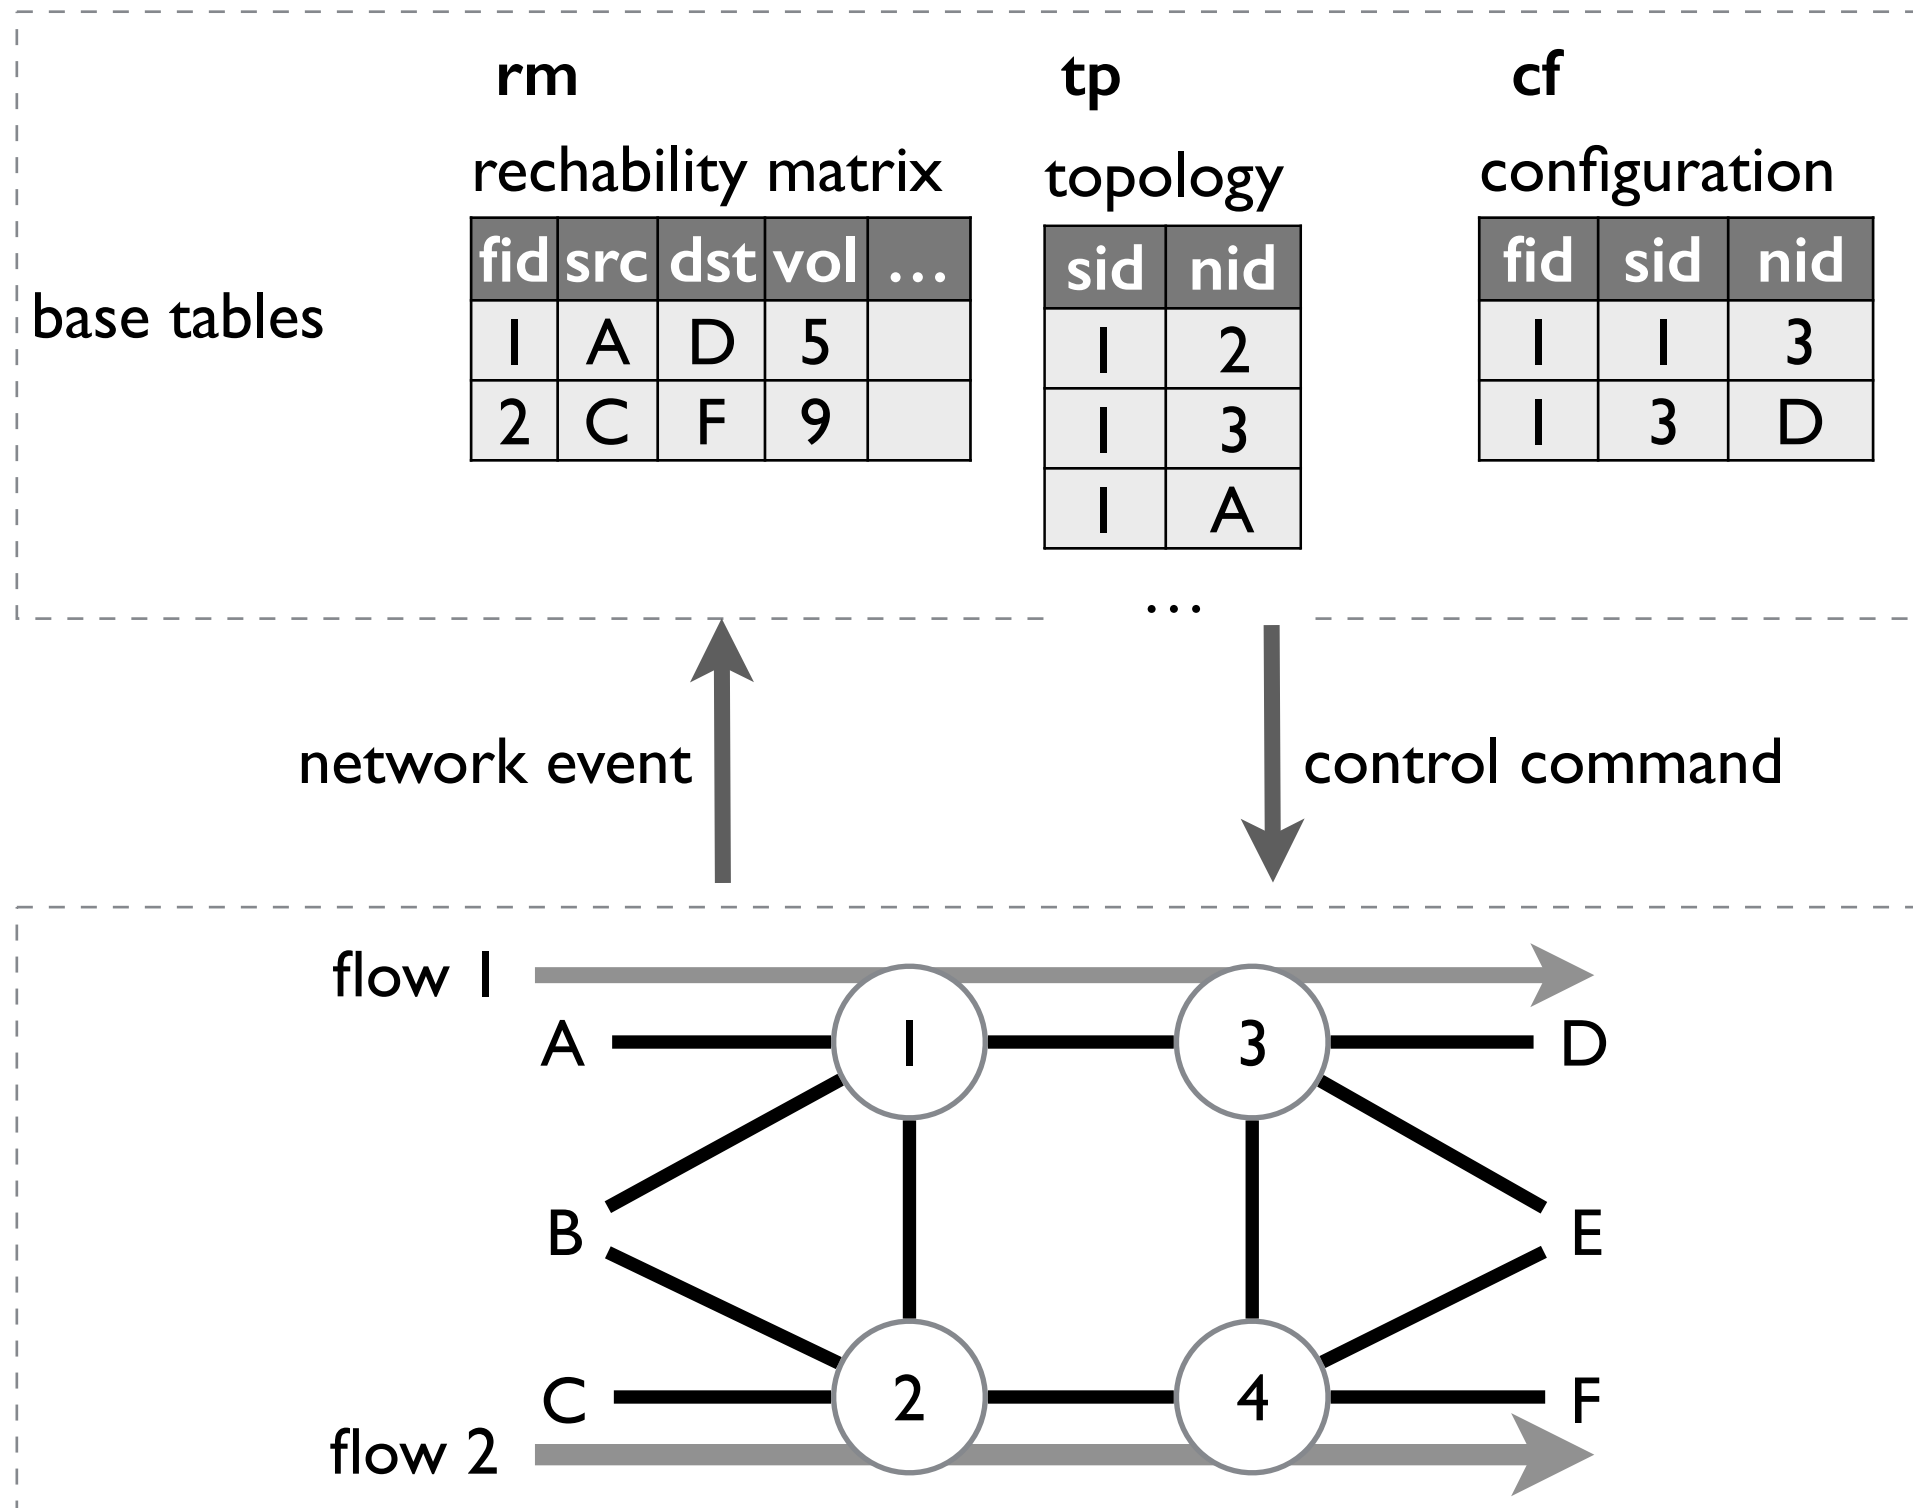 rm tp cf
rechability matrix topology configuration
fid src dst vol ... sid nid fid sid nid
base tables 1 A D 5 1 2 1 1 3
2 C F 9 1 3 1 3 D
1 A
...
network event control command
flow 1
A 1 3 D
B E
C 2 4 F
flow 2